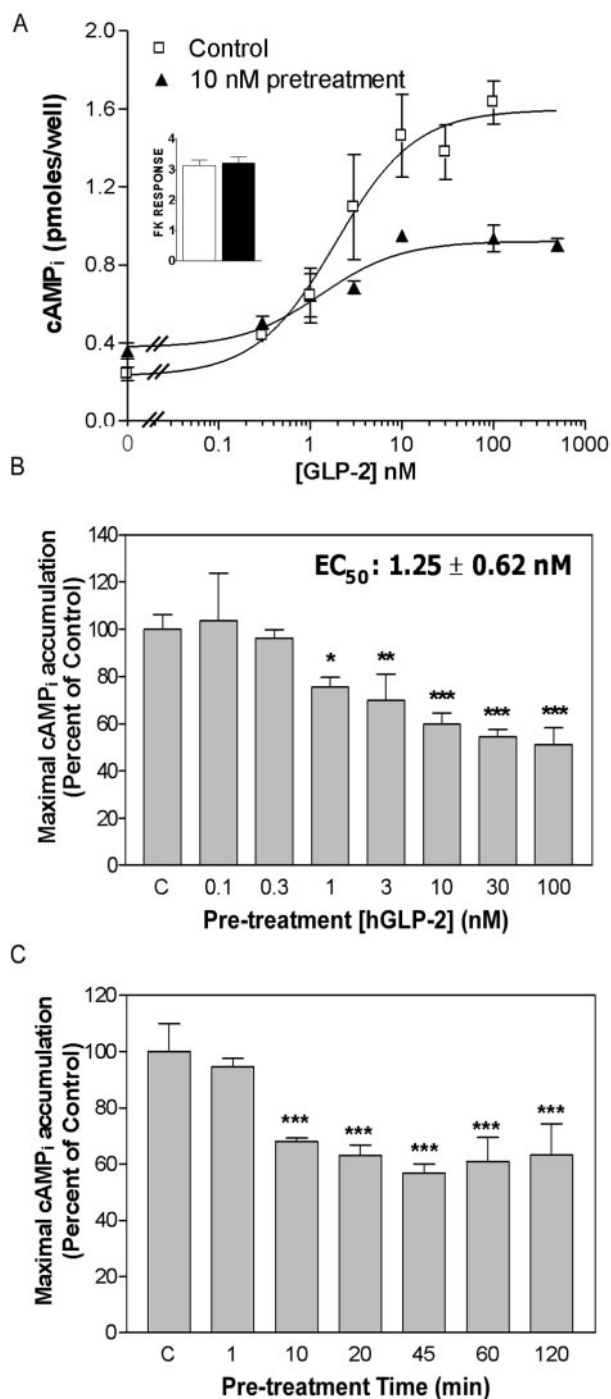 A
Control
10 nM pretreatment
cAMPi (pmoles/well)
2.0
1.6
1.2
0.8
0.4
0.0
FK RESPONSE
4
3
2
1
0
0 0.1 1 10 100 1000
[GLP-2] nM
B
Maximal cAMPi accumulation
(Percent of Control)
140
120
100
80
60
40
20
0
EC50: 1.25 ± 0.62 nM
* ** *** *** ***
C 0.1 0.3 1 3 10 30 100
Pre-treatment [hGLP-2] (nM)
C
Maximal cAMPi accumulation
(Percent of Control)
120
100
80
60
40
20
0
*** *** *** *** ***
C 1 10 20 45 60 120
Pre-treatment Time (min)